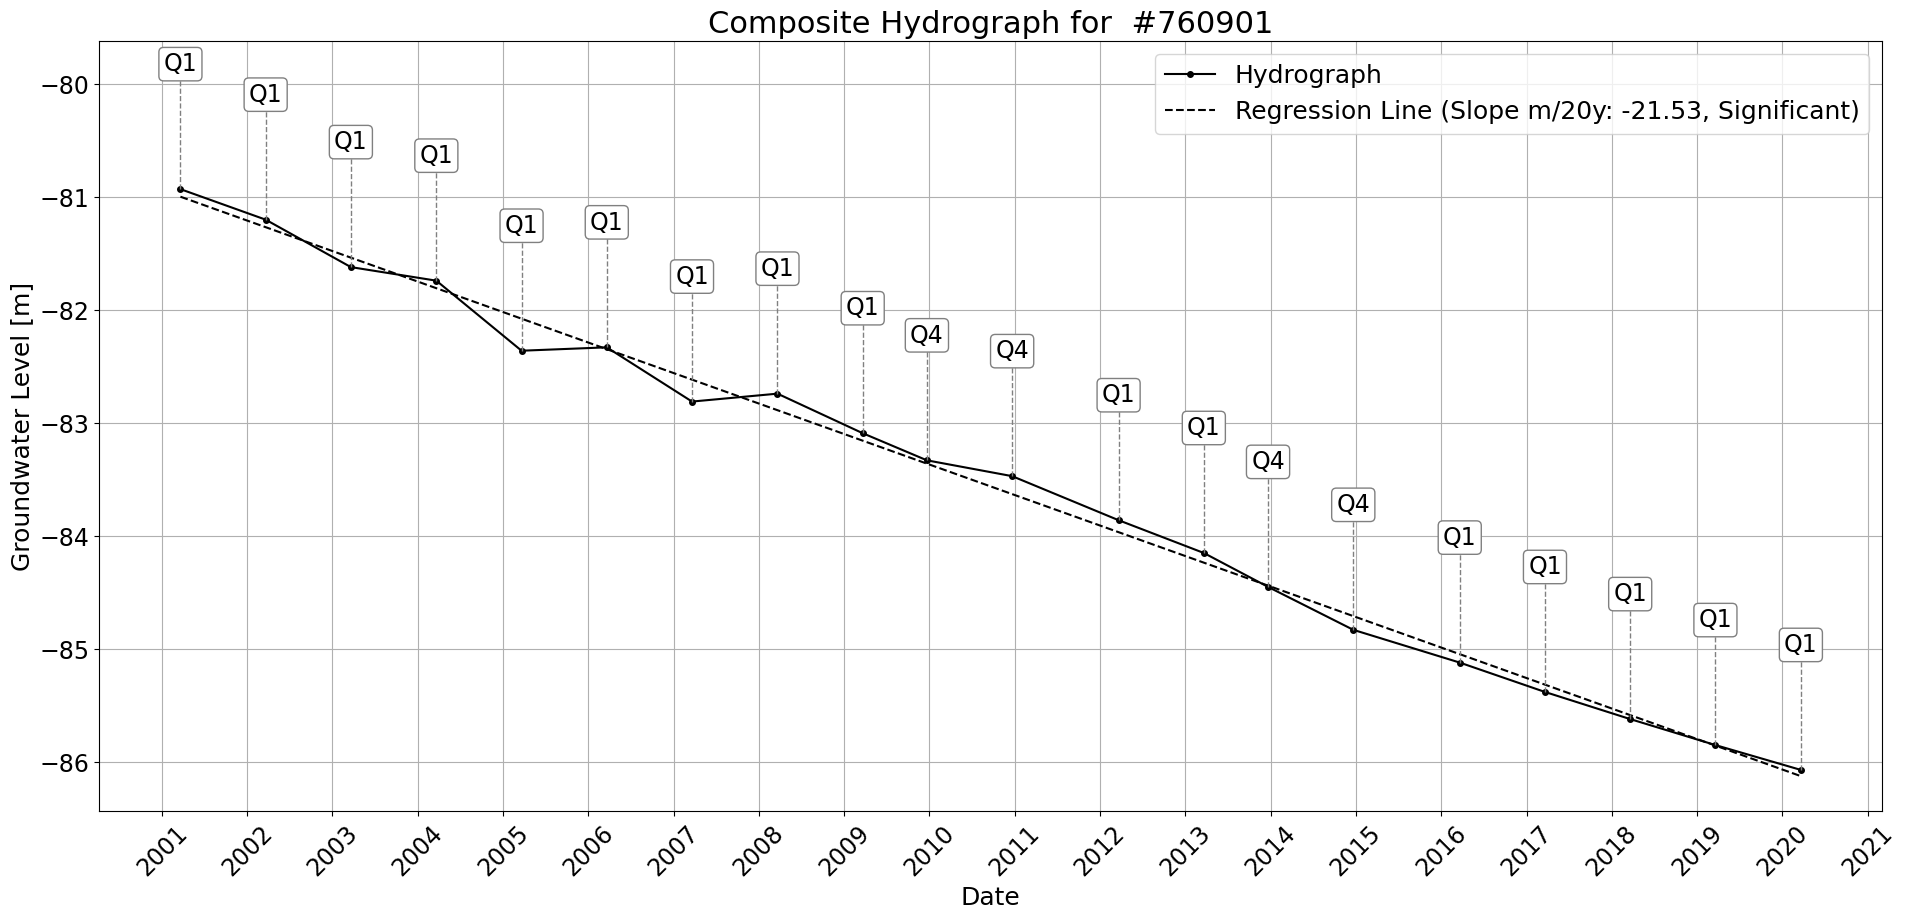 Composite Hydrograph for  #760901
Hydrograph
Regression Line (Slope m/20y: -21.53, Significant)
Groundwater Level [m]
−80
−81
−82
−83
−84
−85
−86
Q1
Q1
Q1
Q1
Q1
Q1
Q1
Q1
Q1
Q4
Q4
Q1
Q1
Q4
Q4
Q1
Q1
Q1
Q1
Q1
2001
2002
2003
2004
2005
2006
2007
2008
2009
2010
2011
2012
2013
2014
2015
2016
2017
2018
2019
2020
2021
Date